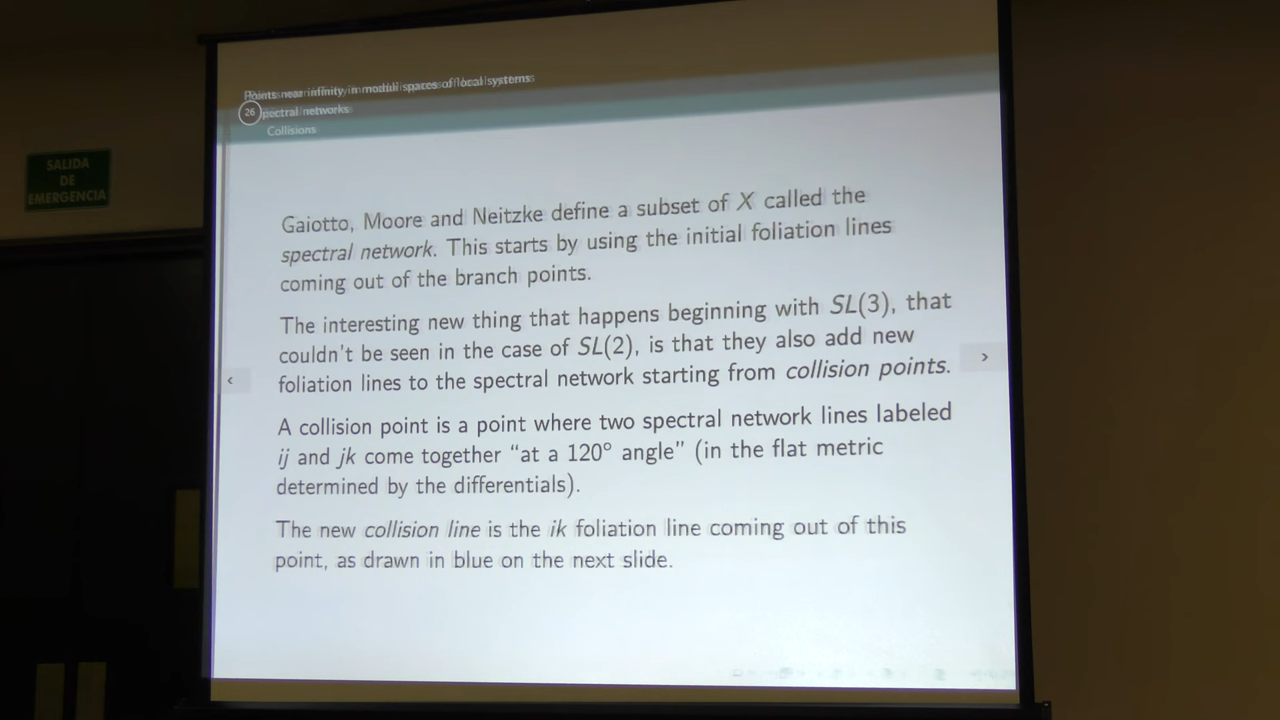 Points near infinity in moduli spaces of local systems
26
Spectral networks
Collisions
SALIDA
DE
EMERGENCIA
Gaiotto, Moore and Neitzke define a subset of X called the
spectral network. This starts by using the initial foliation lines
coming out of the branch points.
The interesting new thing that happens beginning with SL(3), that
couldn't be seen in the case of SL(2), is that they also add new
foliation lines to the spectral network starting from collision points.
A collision point is a point where two spectral network lines labeled
ij and jk come together “at a 120° angle” (in the flat metric
determined by the differentials).
The new collision line is the ik foliation line coming out of this
point, as drawn in blue on the next slide.